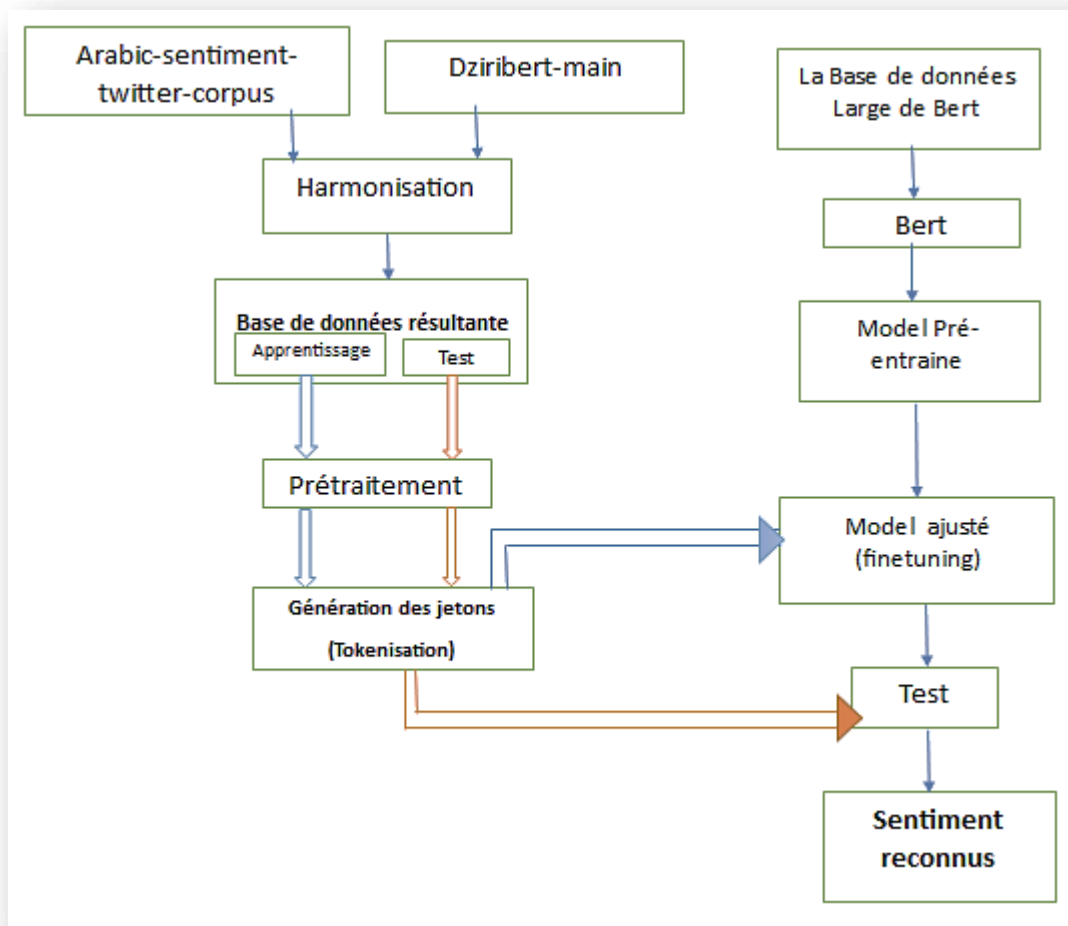 Arabic-sentiment-
twitter-corpus
Dziribert-main
La Base de données
Large de Bert
Harmonisation
Bert
Base de données résultante
Apprentissage
Test
Model Pré-
entraine
Prétraitement
Model ajusté
(finetuning)
Génération des jetons
(Tokenisation)
Test
Sentiment
reconnus